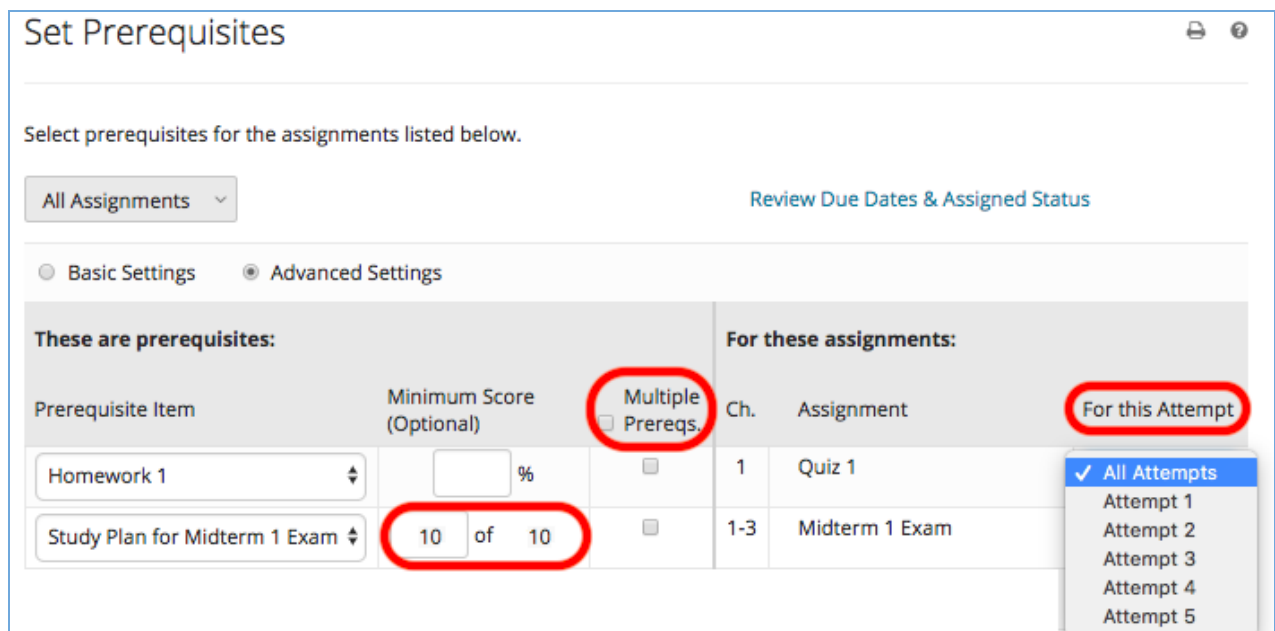 Set Prerequisites
Select prerequisites for the assignments listed below.
All Assignments
Review Due Dates & Assigned Status
Basic Settings
Advanced Settings
These are prerequisites:
For these assignments:
Prerequisite Item
Minimum Score
(Optional)
Multiple
Prereqs.
Ch.
Assignment
For this Attempt
Homework 1
%
1
Quiz 1
✓ All Attempts
Attempt 1
Study Plan for Midterm 1 Exam
10 of 10
1-3
Midterm 1 Exam
Attempt 2
Attempt 3
Attempt 4
Attempt 5